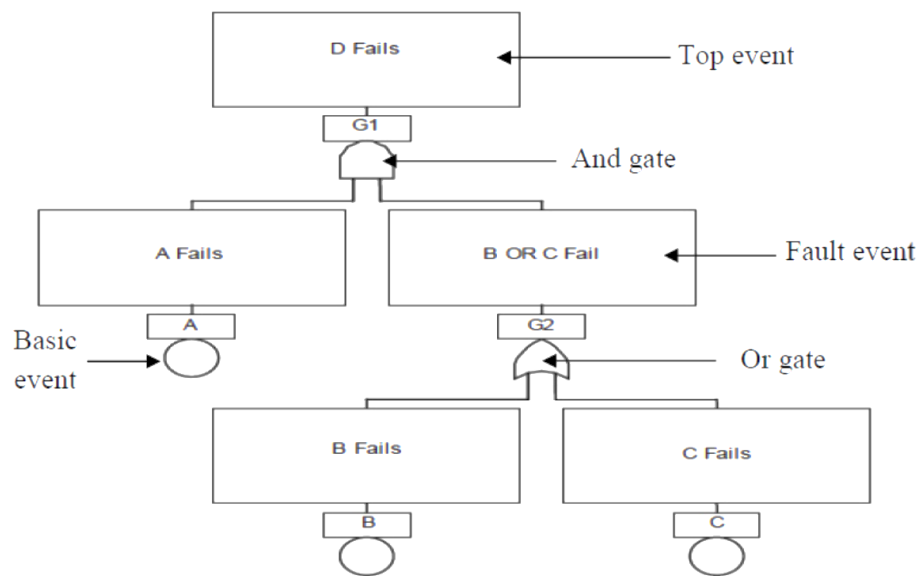 D Fails
Top event
G1
And gate
A Fails
B OR C Fail
Fault event
A
G2
Basic
event
Or gate
B Fails
C Fails
B
C